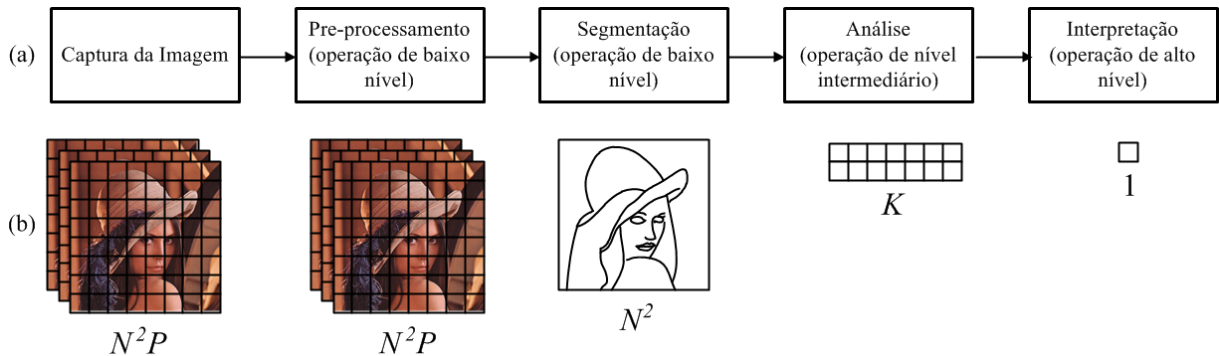 (a)
Captura da Imagem
Pre-processamento
(operação de baixo
nível)
Segmentação
(operação de baixo
nível)
Análise
(operação de nível
intermediário)
Interpretação
(operação de alto
nível)
(b)
N²P
N²P
N²
K
1